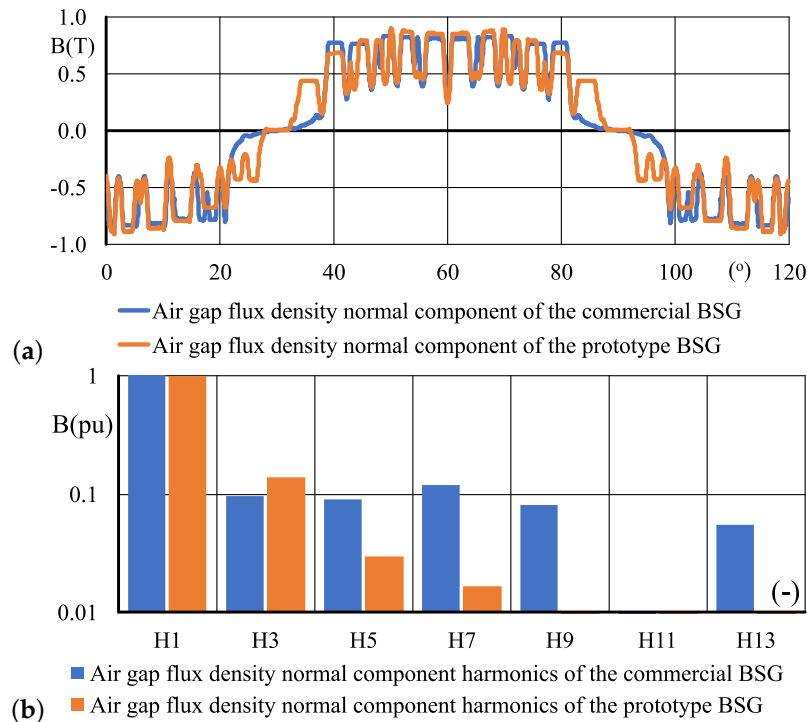 1.0
B(T)
0.5
0.0
-0.5
-1.0
0 20 40 60 80 100 (º) 120
Air gap flux density normal component of the commercial BSG
Air gap flux density normal component of the prototype BSG
(a)
1
B(pu)
0.1
0.01
(-)
H1 H3 H5 H7 H9 H11 H13
Air gap flux density normal component harmonics of the commercial BSG
Air gap flux density normal component harmonics of the prototype BSG
(b)